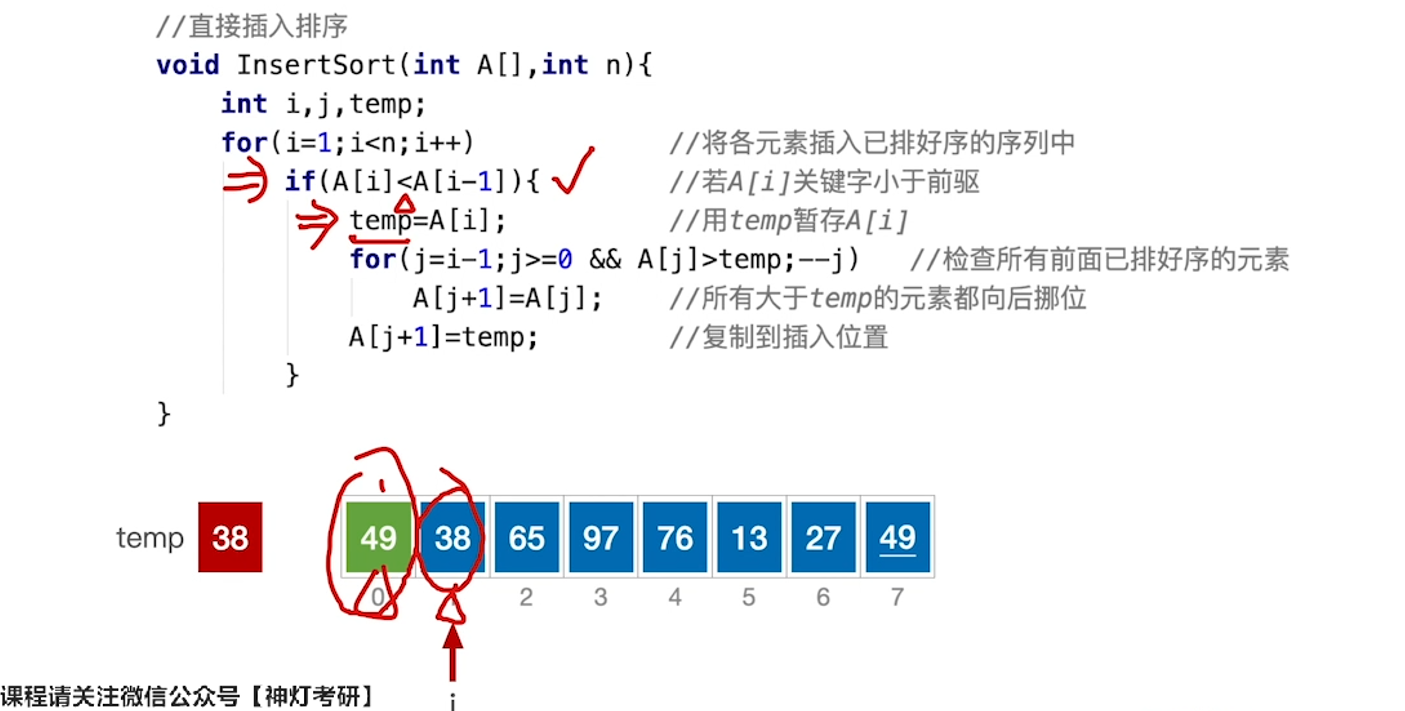 //直接插入排序
void InsertSort(int A[],int n){
int i,j,temp;
for(i=1;i<n;i++) //将各元素插入已排好序的序列中
if(A[i]<A[i-1]){ //若A[i]关键字小于前驱
temp=A[i]; //用temp暂存A[i]
for(j=i-1;j>=0 && A[j]>temp;--j) //检查所有前面已排好序的元素
A[j+1]=A[j]; //所有大于temp的元素都向后挪位
A[j+1]=temp; //复制到插入位置
}
}
temp 38 49 38 65 97 76 13 27 49
0 2 3 4 5 6 7
i
课程请关注微信公众号【神灯考研】